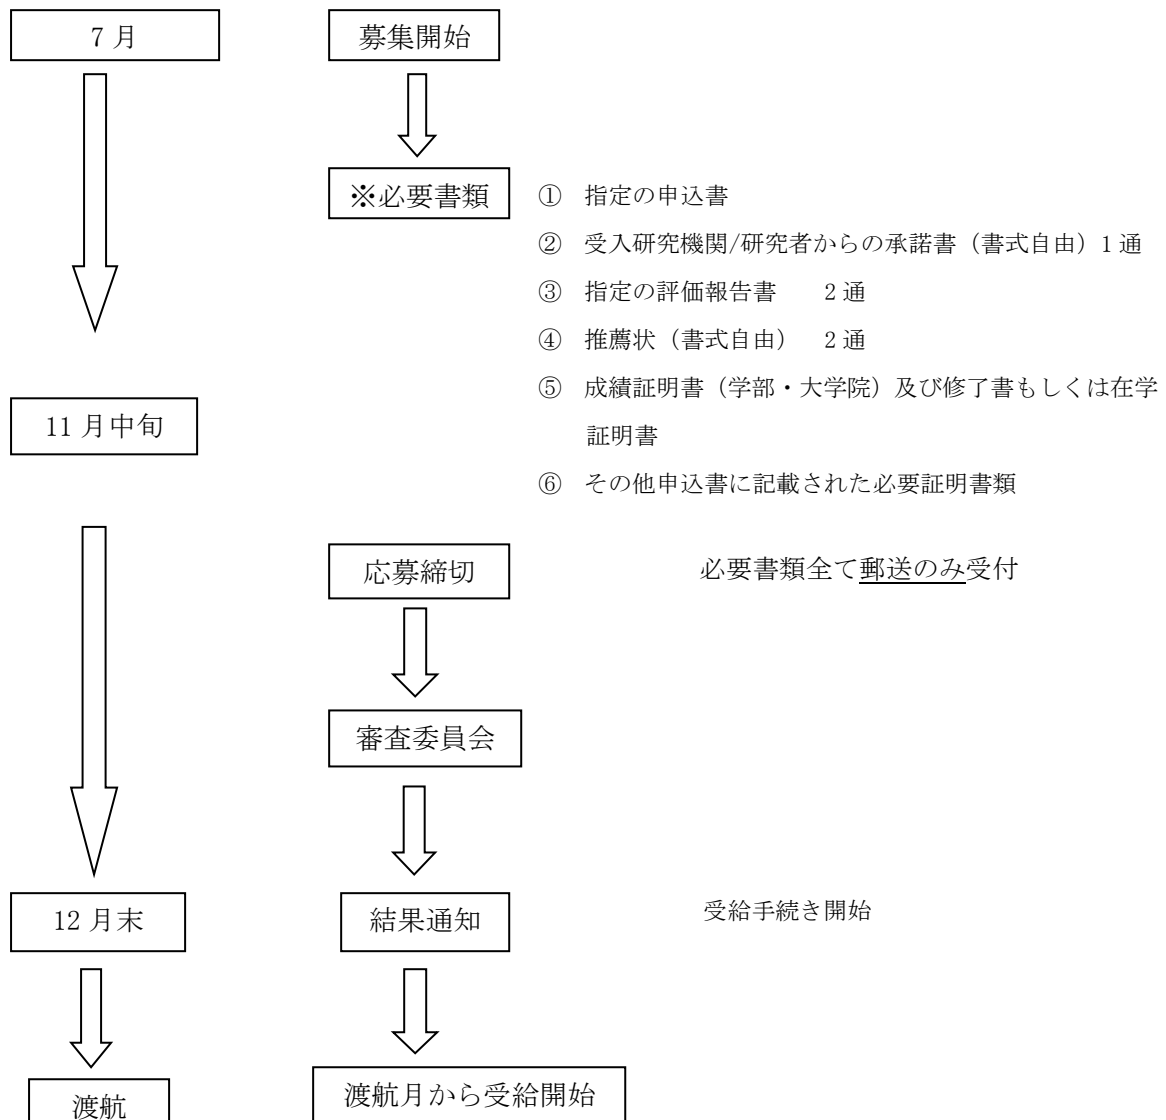 7月
募集開始
※必要書類
① 指定の申込書
② 受入研究機関/研究者からの承諾書（書式自由）1通
③ 指定の評価報告書　　2通
④ 推薦状（書式自由）　2通
⑤ 成績証明書（学部・大学院）及び修了書もしくは在学
証明書
11月中旬
⑥ その他申込書に記載された必要証明書類
応募締切
必要書類全て郵送のみ受付
審査委員会
12月末
結果通知
受給手続き開始
渡航
渡航月から受給開始